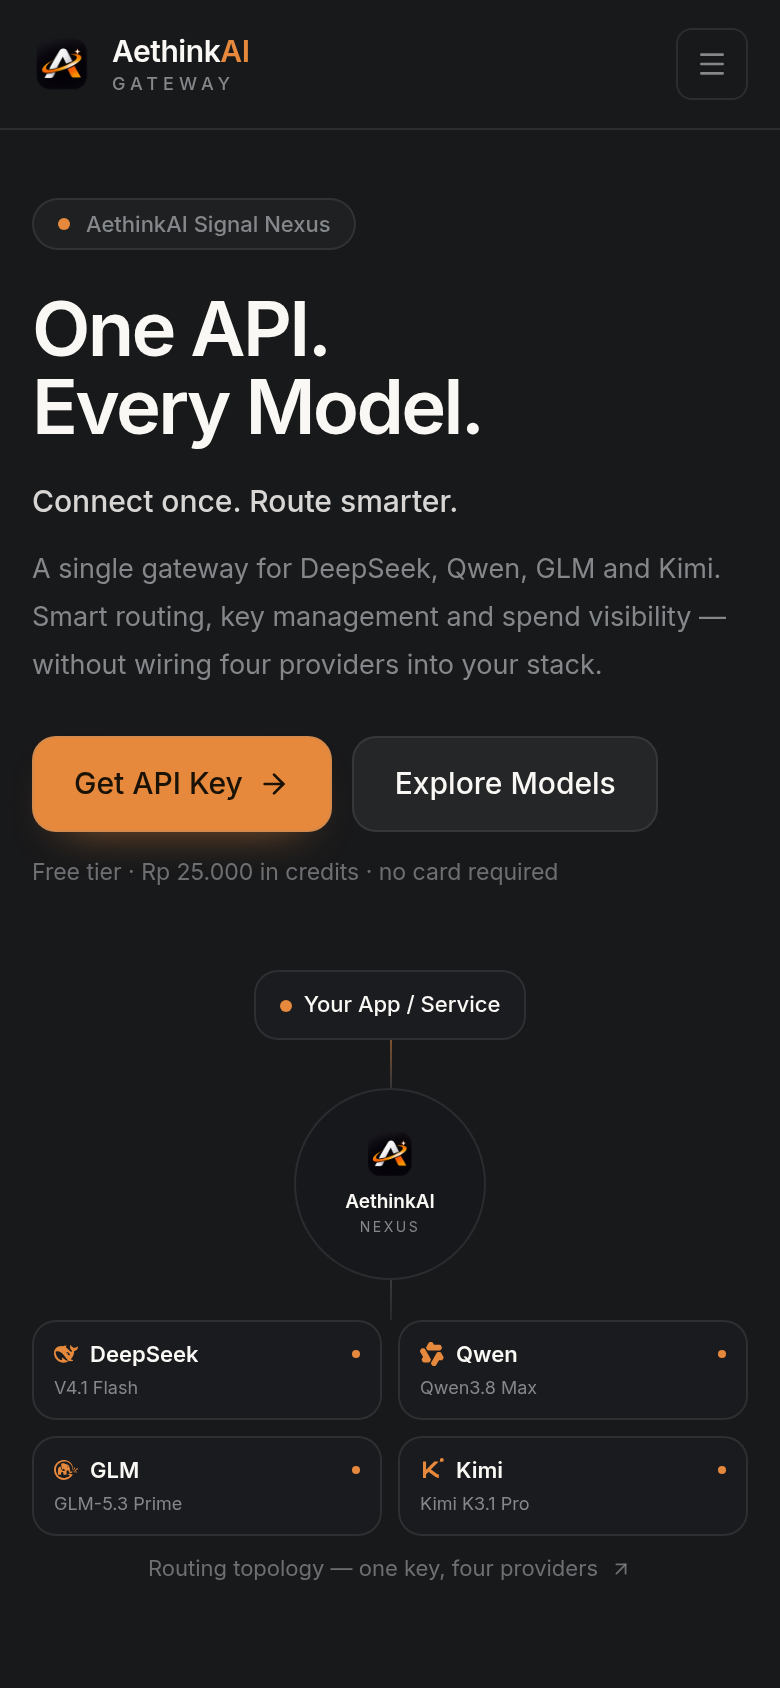 AethinkAI
GATEWAY
AethinkAI Signal Nexus
One API.
Every Model.
Connect once. Route smarter.
A single gateway for DeepSeek, Qwen, GLM and Kimi.
Smart routing, key management and spend visibility —
without wiring four providers into your stack.
Get API Key →
Explore Models
Free tier · Rp 25.000 in credits · no card required
Your App / Service
AethinkAI
NEXUS
DeepSeek
V4.1 Flash
Qwen
Qwen3.8 Max
GLM
GLM-5.3 Prime
Kimi
Kimi K3.1 Pro
Routing topology — one key, four providers ↗